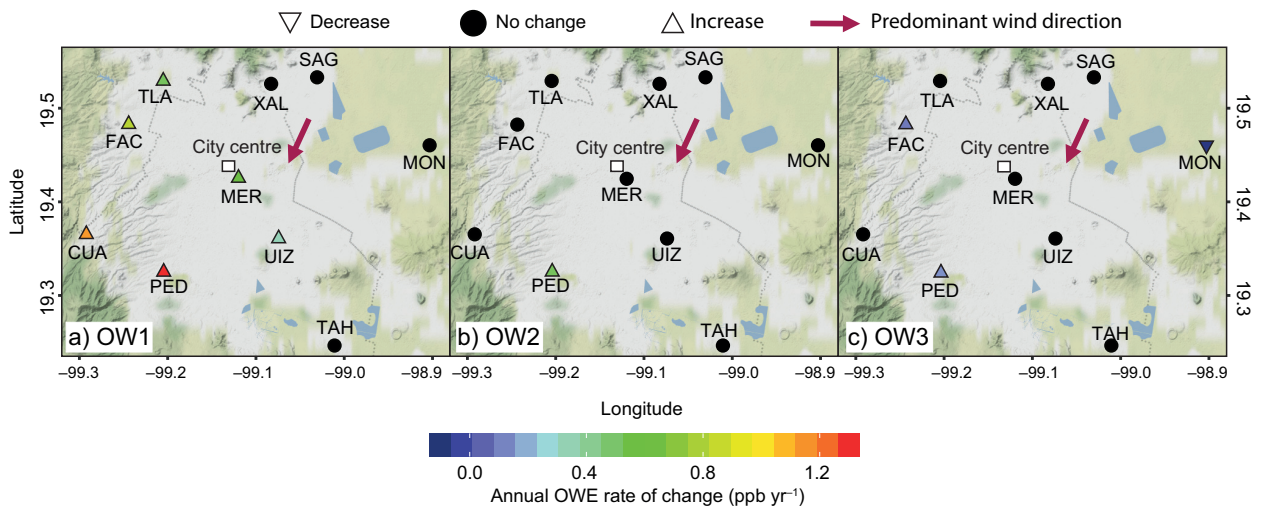 Decrease No change Increase Predominant wind direction
SAG
TLA
XAL
FAC
City centre
MON
MER
CUA
UIZ
PED
TAH
a) OW1
SAG
TLA
XAL
FAC
City centre
MON
MER
CUA
UIZ
PED
TAH
b) OW2
SAG
TLA
XAL
FAC
City centre
MON
MER
CUA
UIZ
PED
TAH
c) OW3
Latitude
19.5
19.4
19.3
19.5
19.4
19.3
Latitude
−99.3 −99.2 −99.1 −99.0 −98.9 −99.3 −99.2 −99.1 −99.0 −98.9 −99.3 −99.2 −99.1 −99.0 −98.9
Longitude
0.0 0.4 0.8 1.2
Annual OWE rate of change (ppb yr⁻¹)